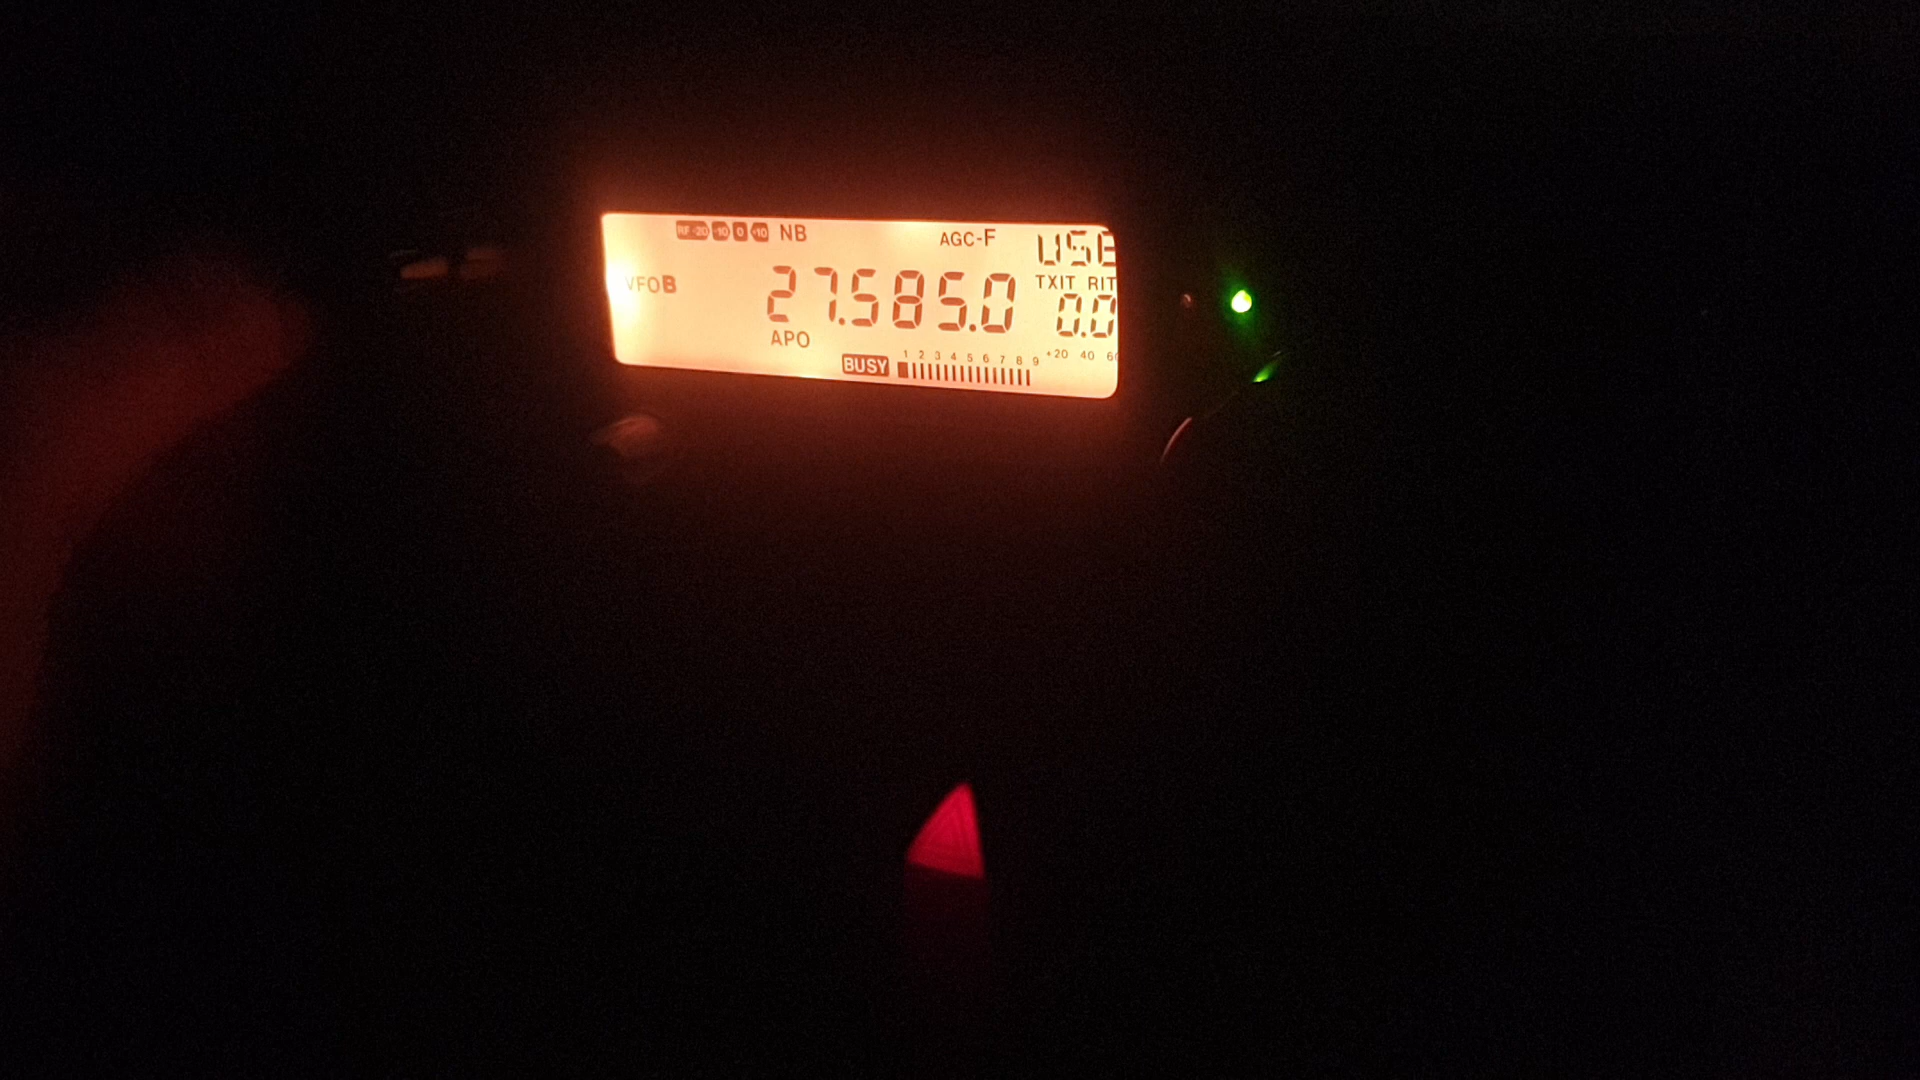 RF -20 -10 0 +10 NB AGC-F USB
VFOB 27.585.0 TXIT RIT
0.0
APO
BUSY 1 2 3 4 5 6 7 8 9 +20 40 60